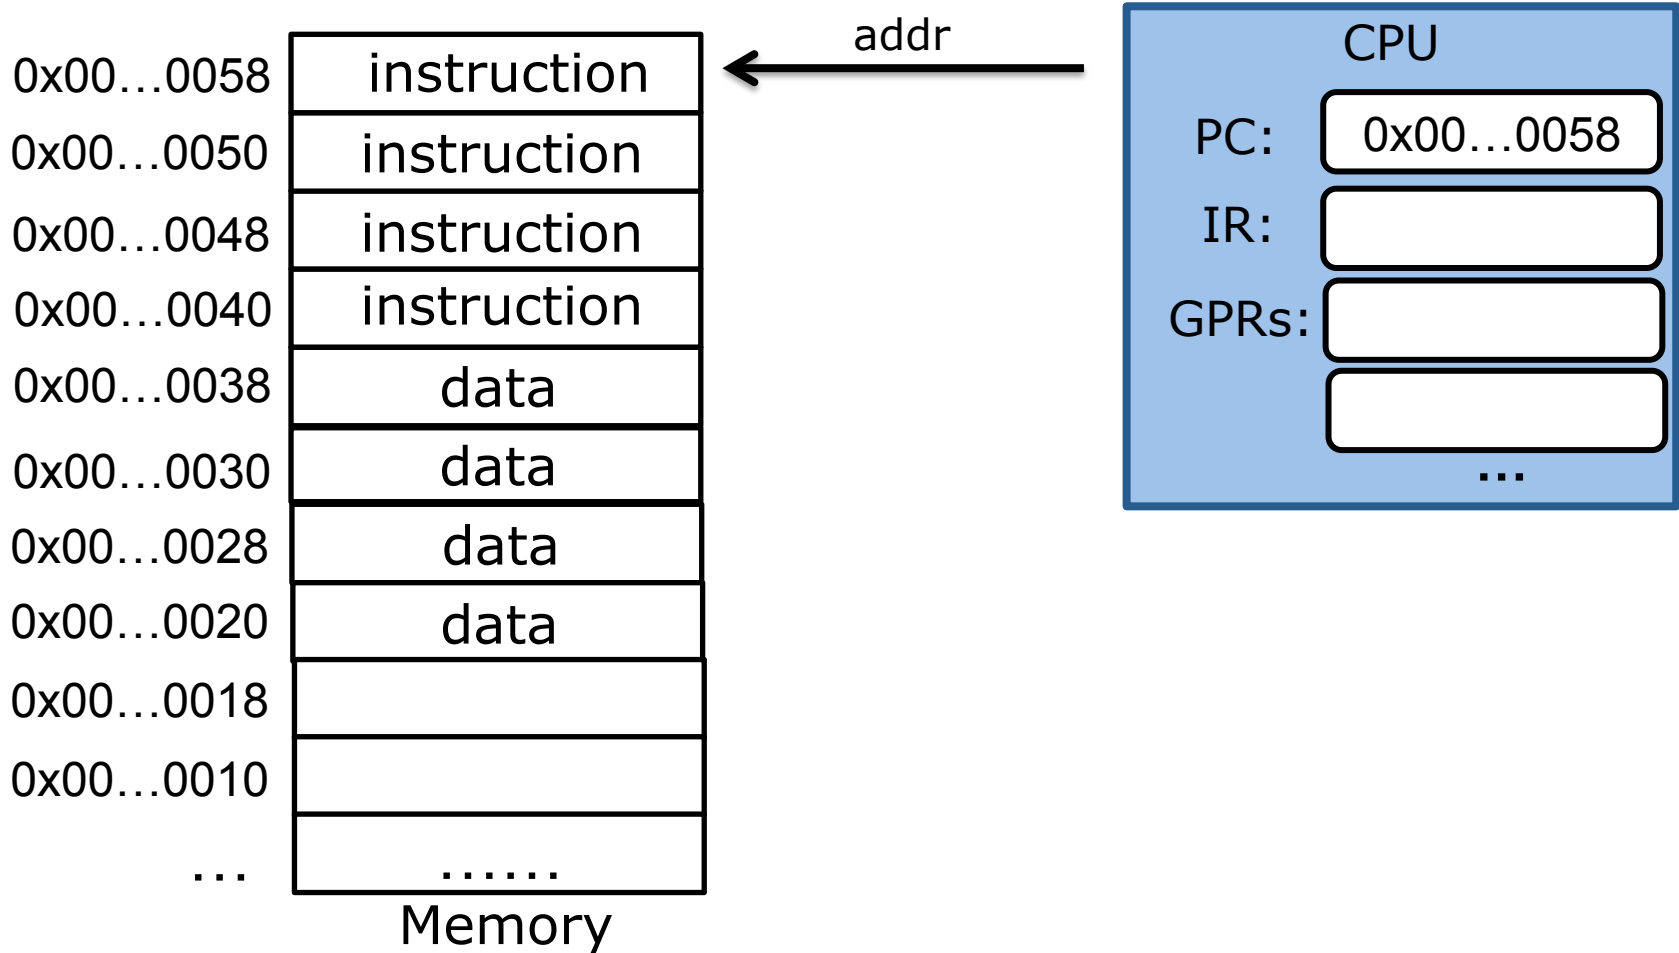 addr
CPU
0x00…0058 instruction
PC: 0x00…0058
0x00…0050 instruction
IR:
0x00…0048 instruction
GPRs:
0x00…0040 instruction
0x00…0038 data
0x00…0030 data
…
0x00…0028 data
0x00…0020 data
0x00…0018
0x00…0010
… ……
Memory